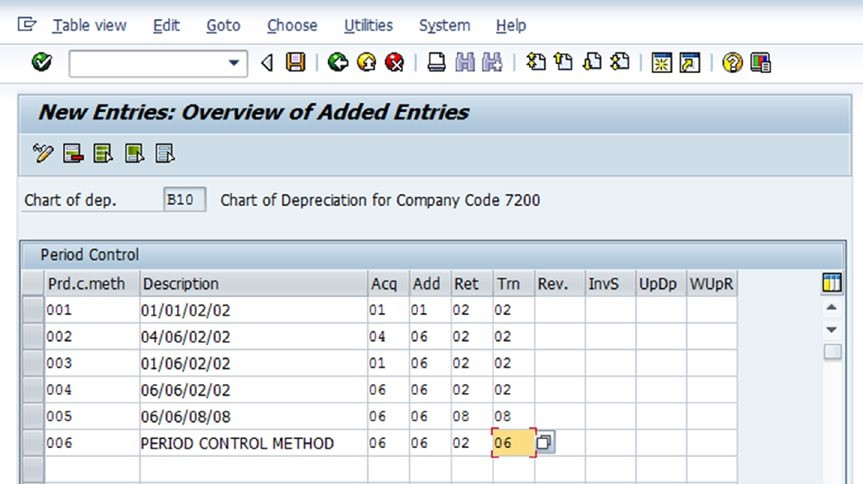 Table view Edit Goto Choose Utilities System Help
New Entries: Overview of Added Entries
Chart of dep. B10 Chart of Depreciation for Company Code 7200
Period Control
Prd.c.meth Description Acq Add Ret Trn Rev. InvS UpDp WUpR
001 01/01/02/02 01 01 02 02
002 04/06/02/02 04 06 02 02
003 01/06/02/02 01 06 02 02
004 06/06/02/02 06 06 02 02
005 06/06/08/08 06 06 08 08
006 PERIOD CONTROL METHOD 06 06 02 06